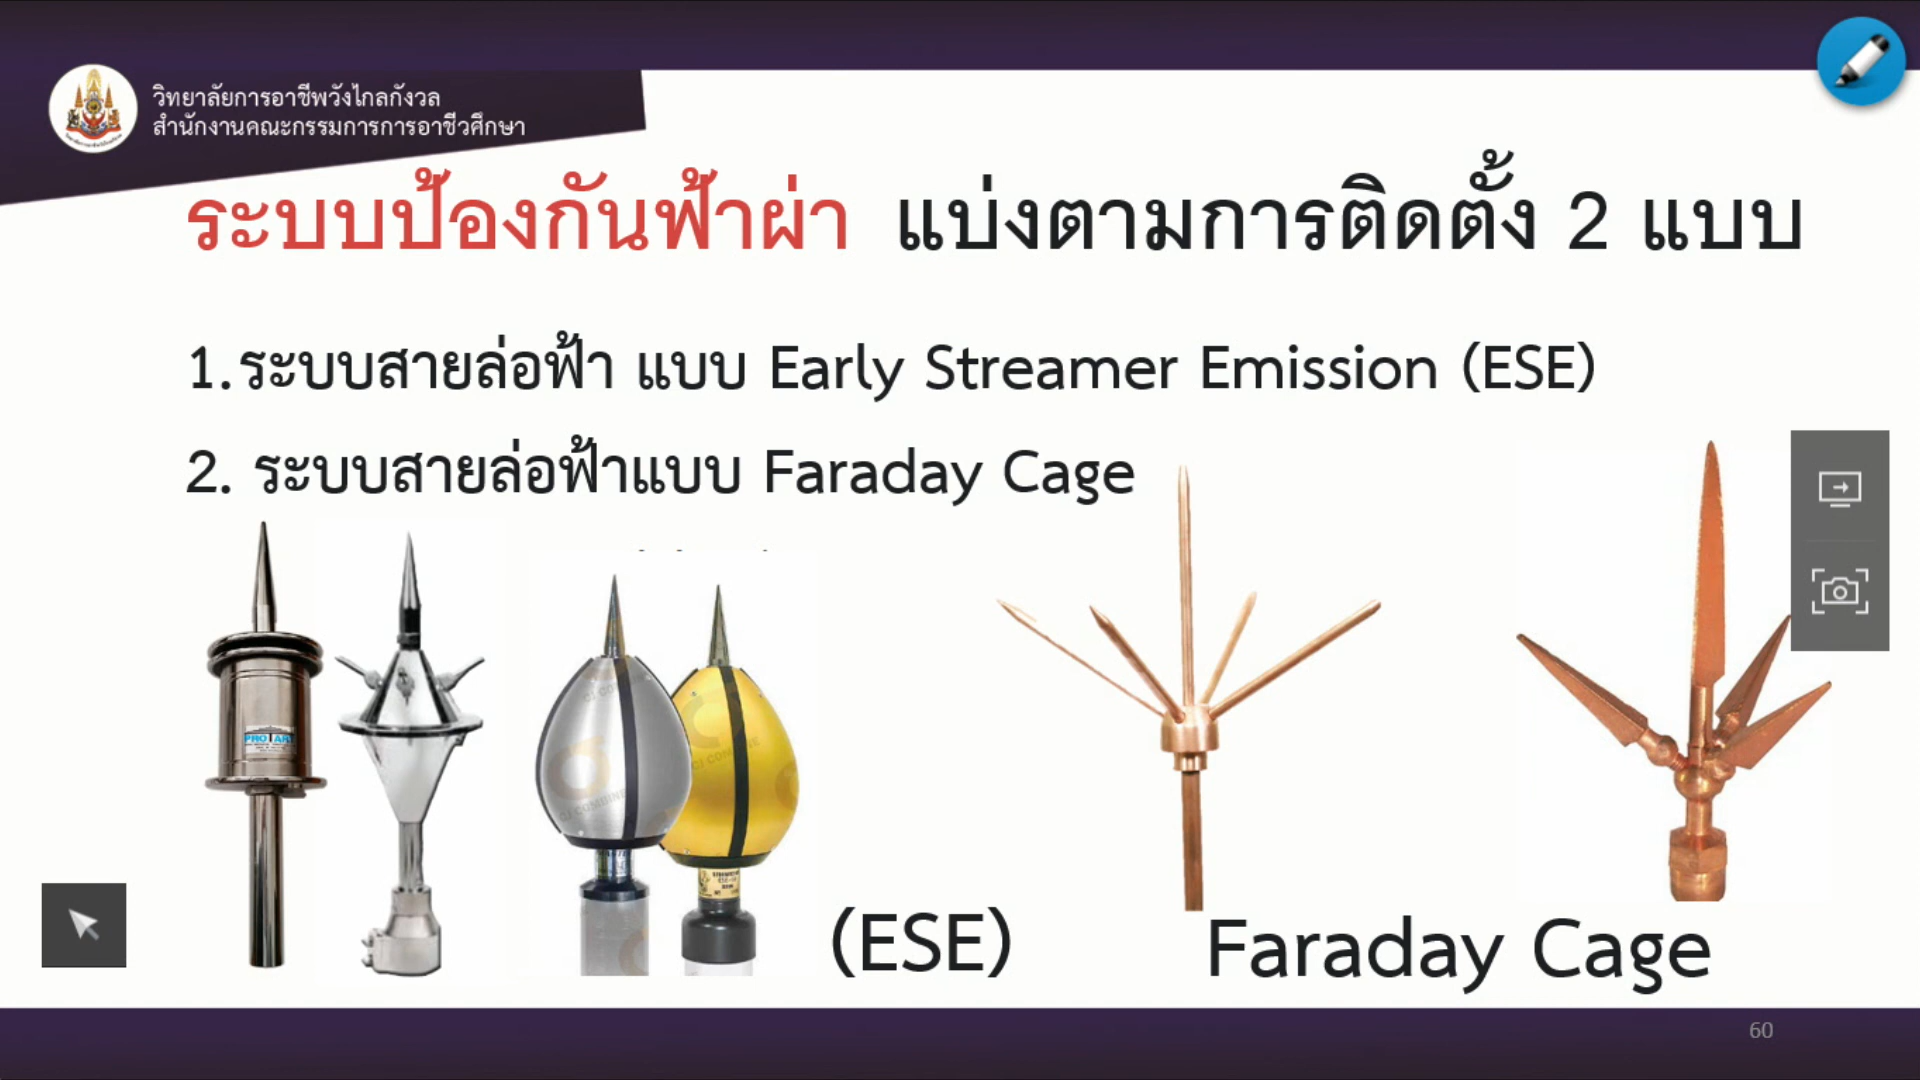 วิทยาลัยการอาชีพวังไกลกังวล
สำนักงานคณะกรรมการการอาชีวศึกษา
ระบบป้องกันฟ้าผ่า แบ่งตามการติดตั้ง 2 แบบ
1.ระบบสายล่อฟ้า แบบ Early Streamer Emission (ESE)
2. ระบบสายล่อฟ้าแบบ Faraday Cage
CI COMBINE
CI COMBINE
(ESE)
Faraday Cage
60